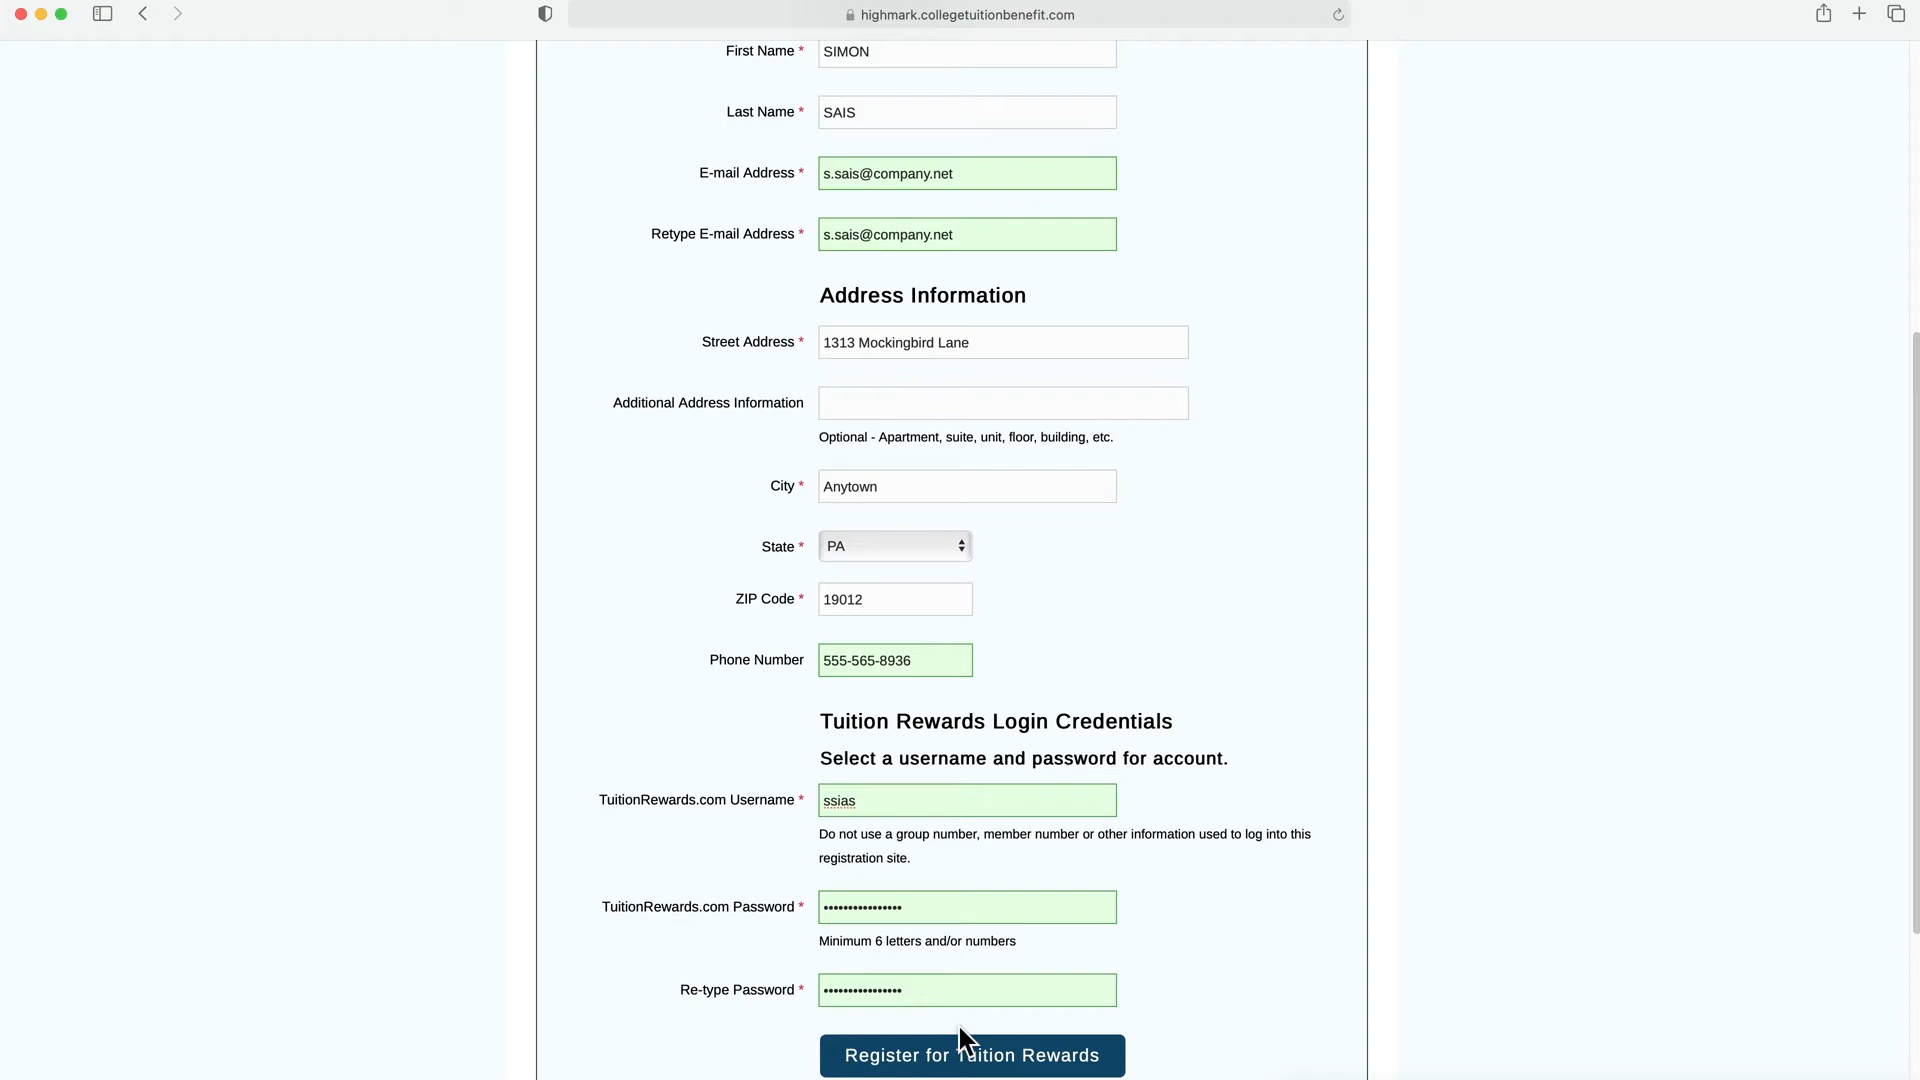 highmark.collegetuitionbenefit.com
First Name * SIMON
Last Name * SAIS
E-mail Address * s.sais@company.net
Retype E-mail Address * s.sais@company.net
Address Information
Street Address * 1313 Mockingbird Lane
Additional Address Information
Optional - Apartment, suite, unit, floor, building, etc.
City * Anytown
State * PA
ZIP Code * 19012
Phone Number 555-565-8936
Tuition Rewards Login Credentials
Select a username and password for account.
TuitionRewards.com Username * ssias
Do not use a group number, member number or other information used to log into this
registration site.
TuitionRewards.com Password * ••••••••••••••••
Minimum 6 letters and/or numbers
Re-type Password * ••••••••••••••••
Register for Tuition Rewards